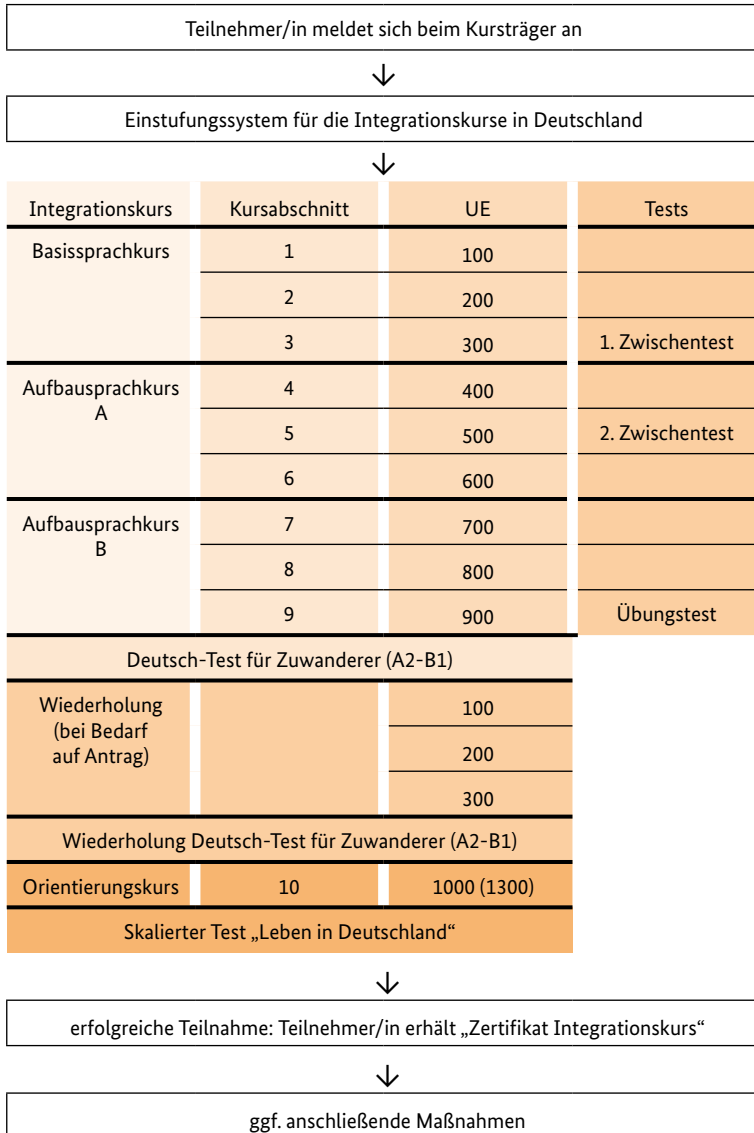 Teilnehmer/in meldet sich beim Kursträger an
Einstufungssystem für die Integrationskurse in Deutschland
Integrationskurs Kursabschnitt UE Tests
Basissprachkurs 1 100
2 200
3 300 1. Zwischentest
Aufbausprachkurs 4 400
A
5 500 2. Zwischentest
6 600
Aufbausprachkurs 7 700
B
8 800
9 900 Übungstest
Deutsch-Test für Zuwanderer (A2-B1)
Wiederholung 100
(bei Bedarf
auf Antrag) 200
300
Wiederholung Deutsch-Test für Zuwanderer (A2-B1)
Orientierungskurs 10 1000 (1300)
Skalierter Test „Leben in Deutschland“
erfolgreiche Teilnahme: Teilnehmer/in erhält „Zertifikat Integrationskurs“
ggf. anschließende Maßnahmen